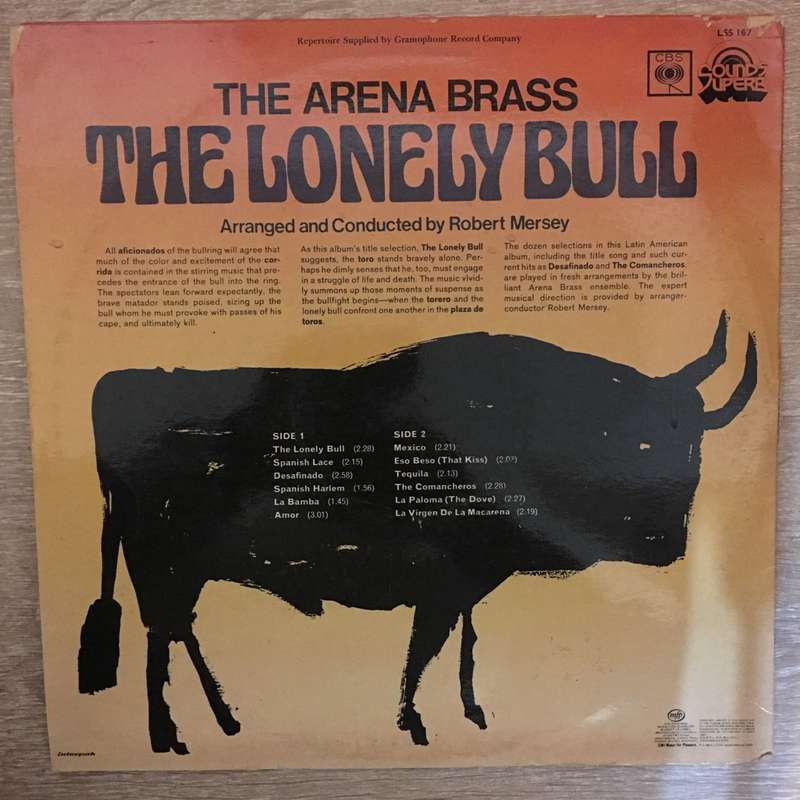 Repertoire Supplied by Gramophone Record Company
LSS 167
CBS
SOUNDS SUPERB
THE ARENA BRASS
THE LONELY BULL
Arranged and Conducted by Robert Mersey
All aficionados of the bullring will agree that
much of the color and excitement of the cor-
rida is contained in the stirring music that pre-
cedes the entrance of the bull into the ring.
The spectators lean forward expectantly, the
brave matador stands poised, sizing up the
bull whom he must provoke with passes of his
cape, and ultimately kill.
As this album's title selection, The Lonely Bull
suggests, the toro stands bravely alone. Per-
haps he dimly senses that he, too, must engage
in a struggle of life and death. The music vivid-
ly summons up those moments of suspense as
the bullfight begins—when the torero and the
lonely bull confront one another in the plaza de
toros.
The dozen selections in this Latin American
album, including the title song and such cur-
rent hits as Desafinado and The Comancheros,
are played in fresh arrangements by the bril-
liant Arena Brass ensemble. The expert
musical direction is provided by arranger-
conductor Robert Mersey.
SIDE 1
The Lonely Bull (2.28)
Spanish Lace (2.15)
Desafinado (2.58)
Spanish Harlem (1.56)
La Bamba (1.45)
Amor (3.01)
SIDE 2
Mexico (2.21)
Eso Beso (That Kiss) (2.02)
Tequila (2.13)
The Comancheros (2.28)
La Paloma (The Dove) (2.27)
La Virgen De La Macarena (2.19)
interpak
mfp